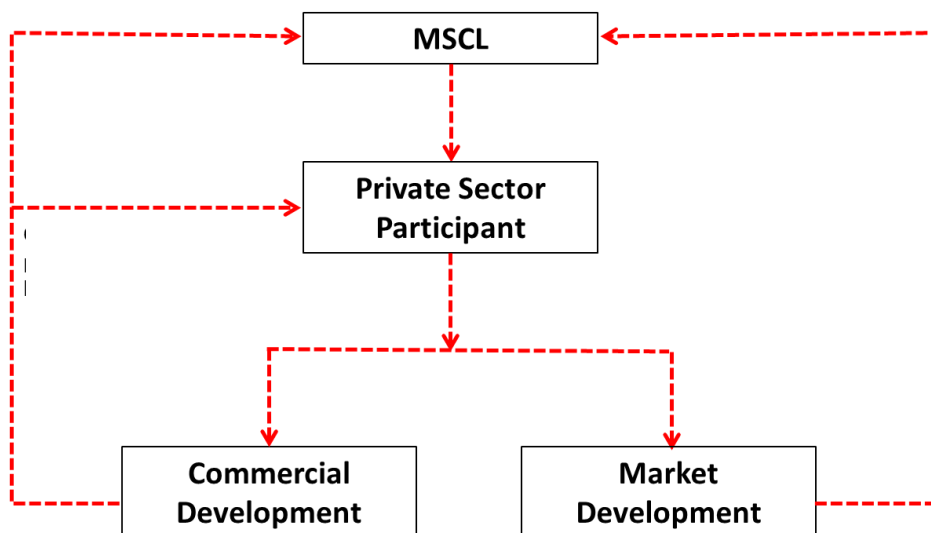 MSCL
Private Sector
Participant
Commercial
Development
Market
Development